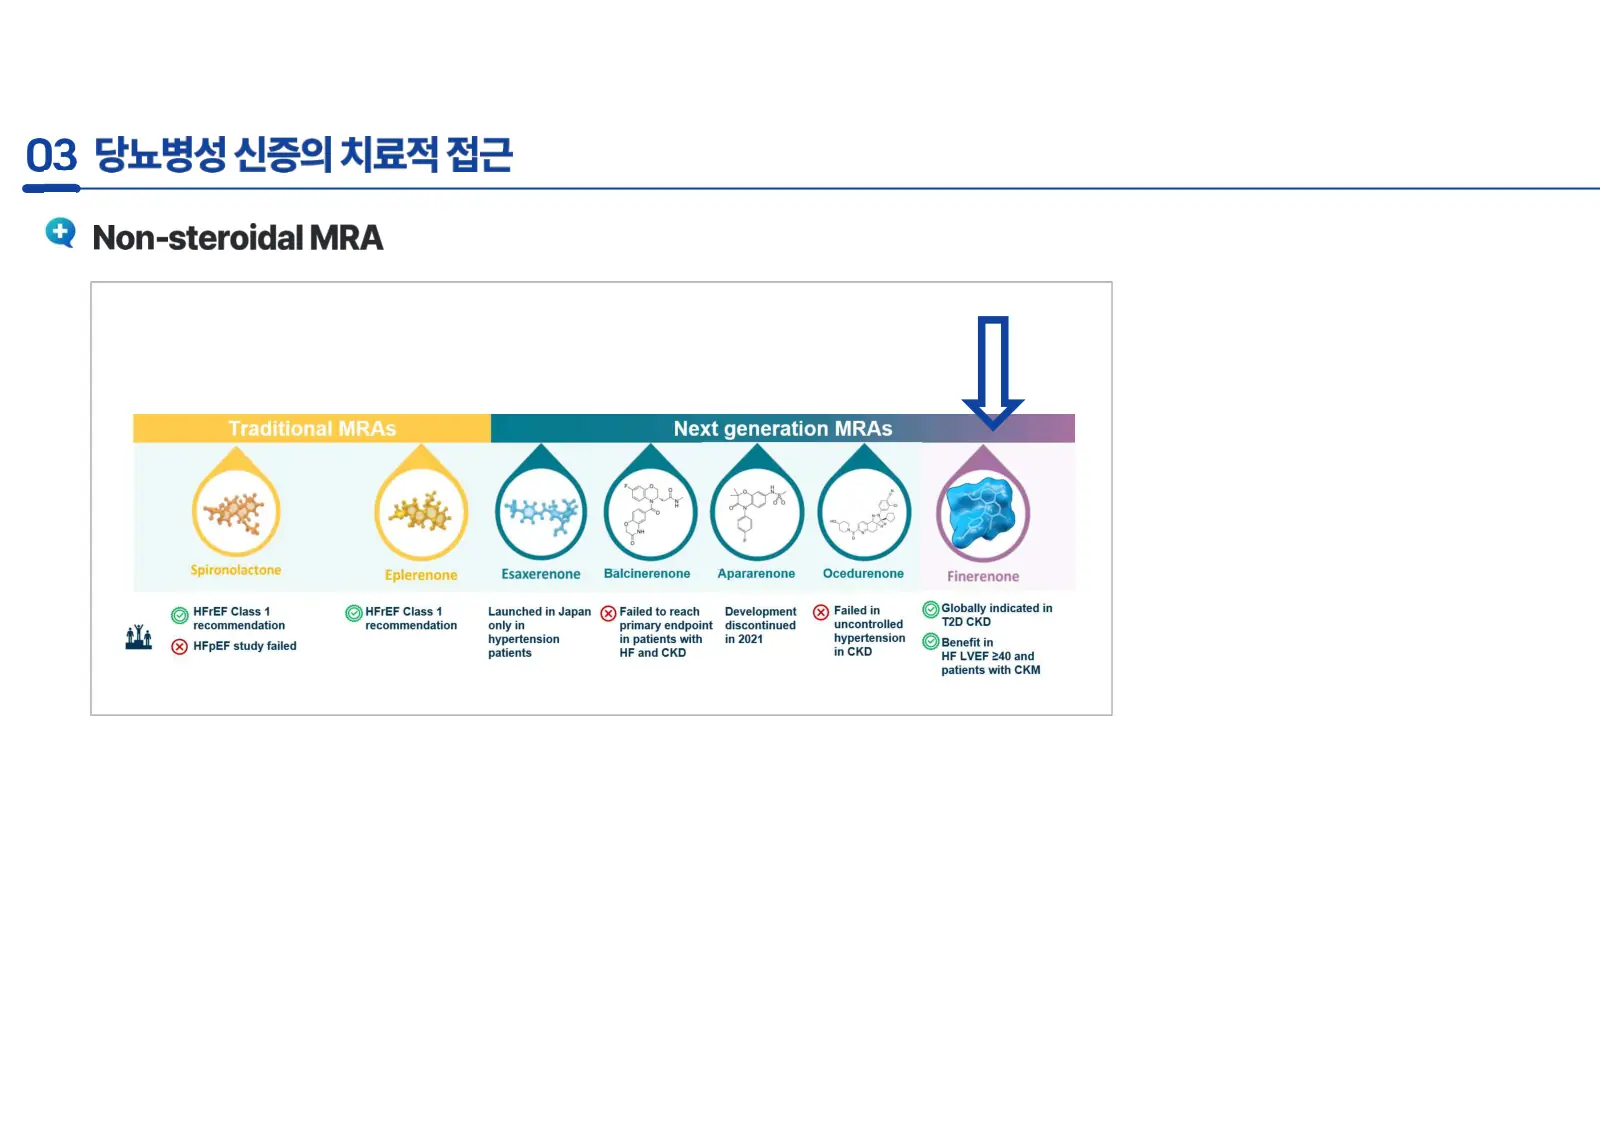 03 당뇨병성 신증의 치료적 접근
Non-steroidal MRA
Traditional MRAs
Next generation MRAs
Spironolactone
Eplerenone
Esaxerenone
Balcinerenone
Apararenone
Ocedurenone
Finerenone
HFrEF Class 1
recommendation
HFpEF study failed
HFrEF Class 1
recommendation
Launched in Japan
only in
hypertension
patients
Failed to reach
primary endpoint
in patients with
HF and CKD
Development
discontinued
in 2021
Failed in
uncontrolled
hypertension
in CKD
Globally indicated in
T2D CKD
Benefit in
HF LVEF ≥40 and
patients with CKM